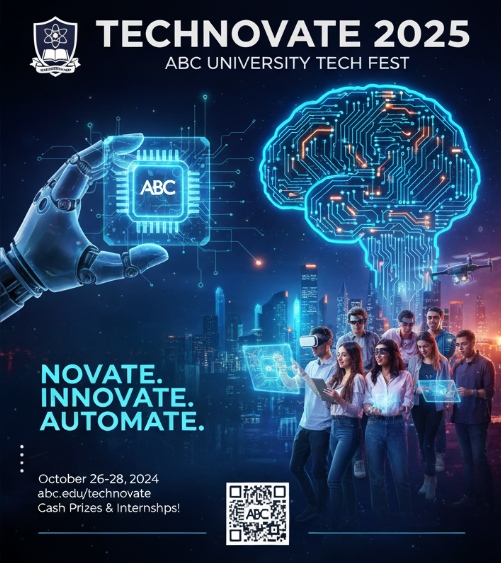 TECHNOVATE 2025
ABC UNIVERSITY TECH FEST
ABC
NOVATE.
INNOVATE.
AUTOMATE.
October 26-28, 2024
abc.edu/technovate
Cash Prizes & Internshps!
ABC